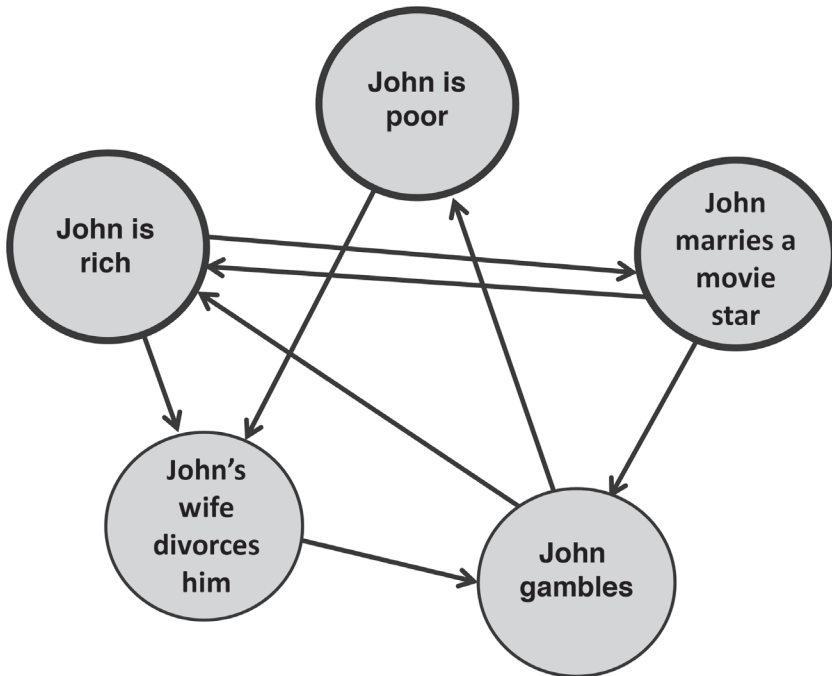 John is
poor
John is
rich
John
marries a
movie
star
John’s
wife
divorces
him
John
gambles